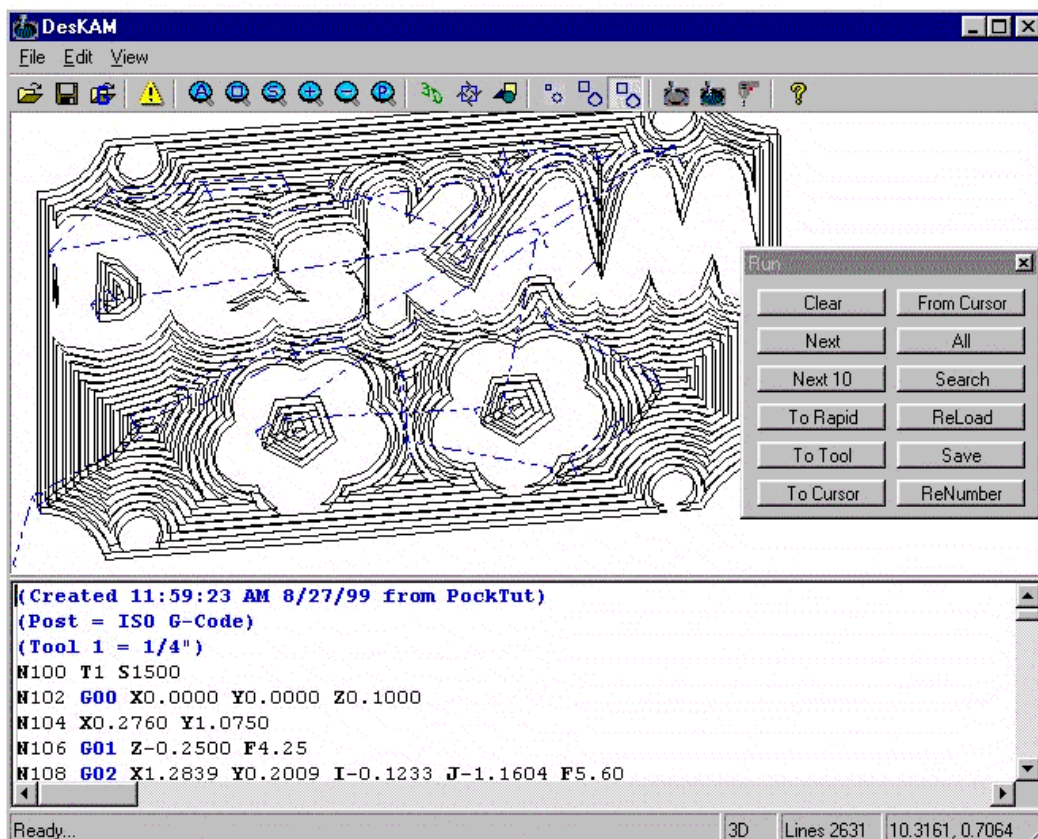 DesKAM
File Edit View
Run
Clear From Cursor
Next All
Next 10 Search
To Rapid ReLoad
To Tool Save
To Cursor ReNumber
(Created 11:59:23 AM 8/27/99 from PockTut)
(Post = ISO G-Code)
(Tool 1 = 1/4")
N100 T1 S1500
N102 G00 X0.0000 Y0.0000 Z0.1000
N104 X0.2760 Y1.0750
N106 G01 Z-0.2500 F4.25
N108 G02 X1.2839 Y0.2009 I-0.1233 J-1.1604 F5.60
Ready... 3D Lines 2631 10.3161, 0.7064